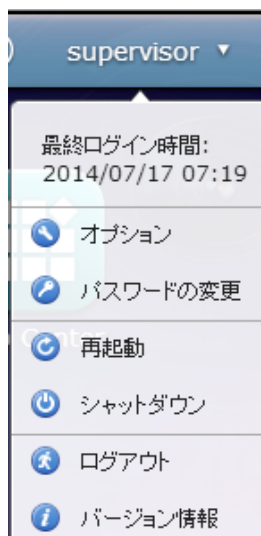 supervisor
最終ログイン時間:
2014/07/17 07:19
オプション
パスワードの変更
再起動
シャットダウン
ログアウト
バージョン情報